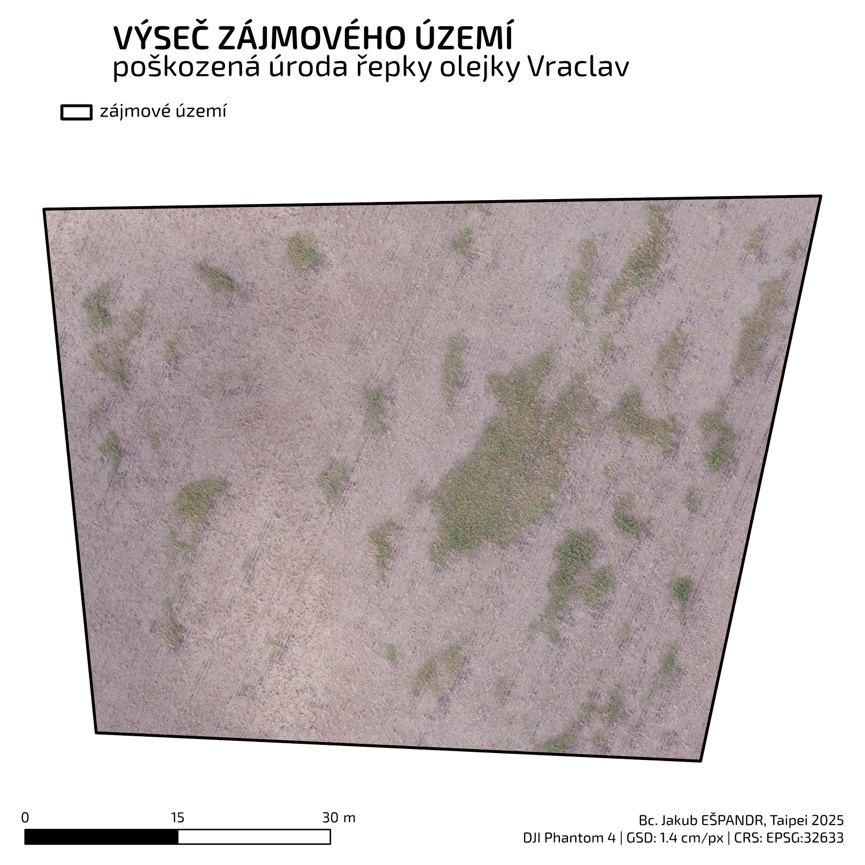 VÝSEČ ZÁJMOVÉHO ÚZEMÍ
poškozená úroda řepky olejky Vraclav
zájmové území
0 15 30 m
Bc. Jakub EŠPANDR, Taipei 2025
DJI Phantom 4 | GSD: 1.4 cm/px | CRS: EPSG:32633